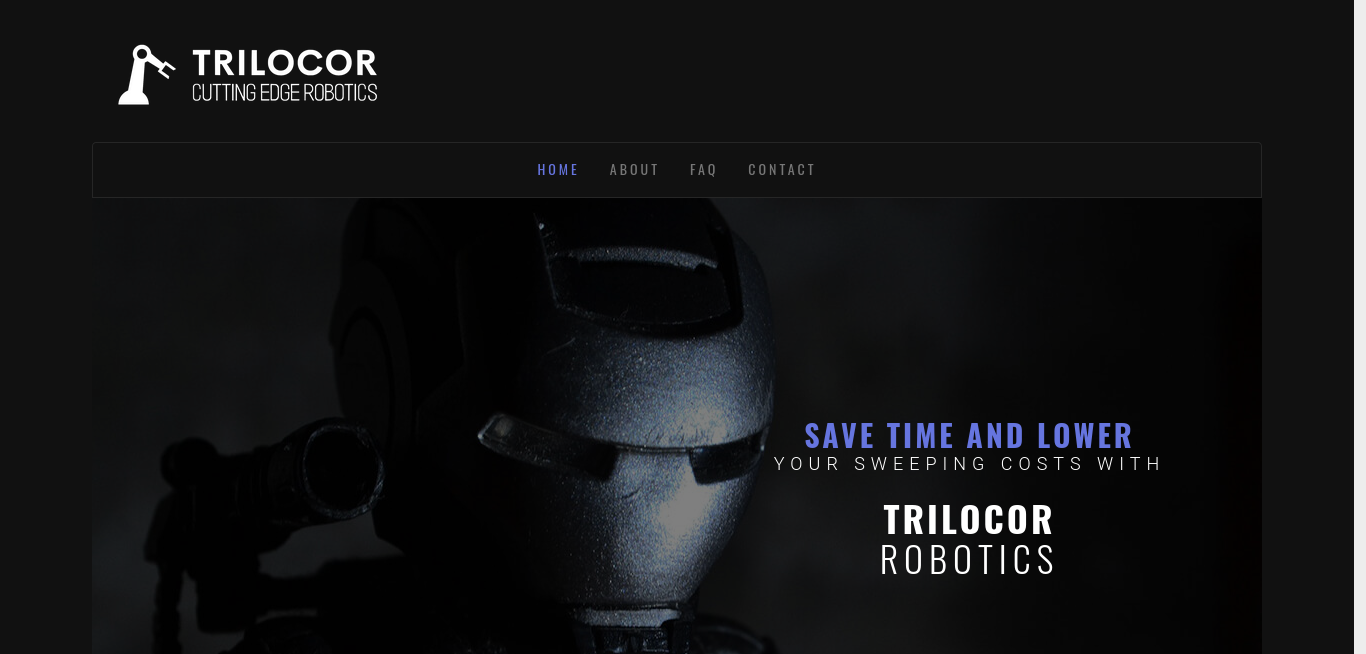 TRILOCOR
CUTTING EDGE ROBOTICS
HOME ABOUT FAQ CONTACT
SAVE TIME AND LOWER
YOUR SWEEPING COSTS WITH
TRILOCOR
ROBOTICS